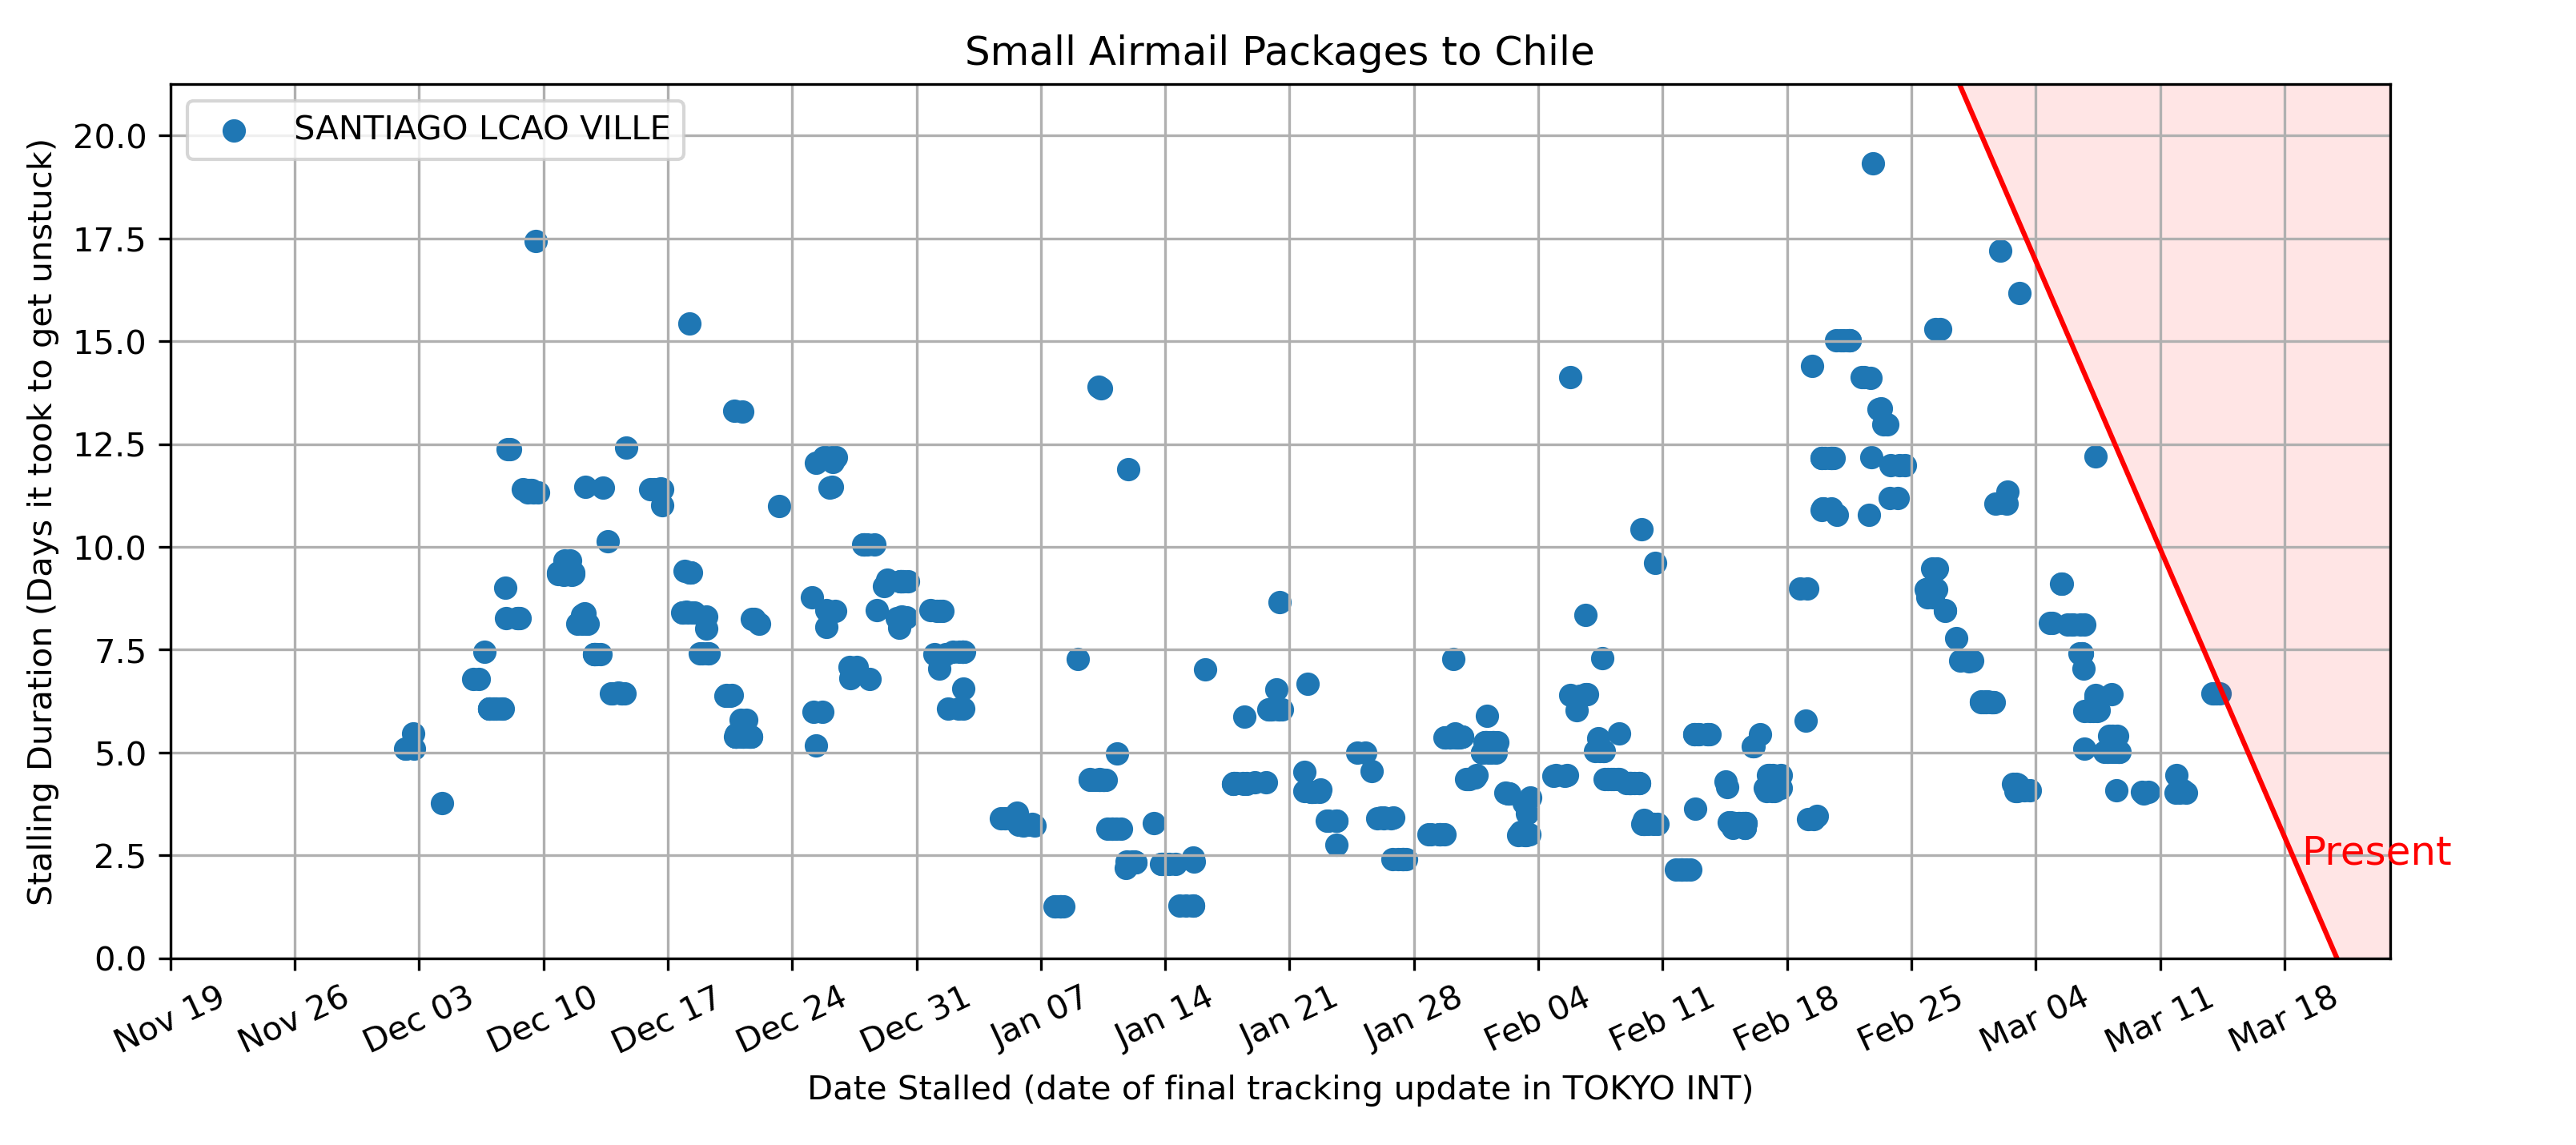 Small Airmail Packages to Chile
SANTIAGO LCAO VILLE
Stalling Duration (Days it took to get unstuck)
20.0
17.5
15.0
12.5
10.0
7.5
5.0
2.5
0.0
Present
Nov 19 Nov 26 Dec 03 Dec 10 Dec 17 Dec 24 Dec 31 Jan 07 Jan 14 Jan 21 Jan 28 Feb 04 Feb 11 Feb 18 Feb 25 Mar 04 Mar 11 Mar 18
Date Stalled (date of final tracking update in TOKYO INT)